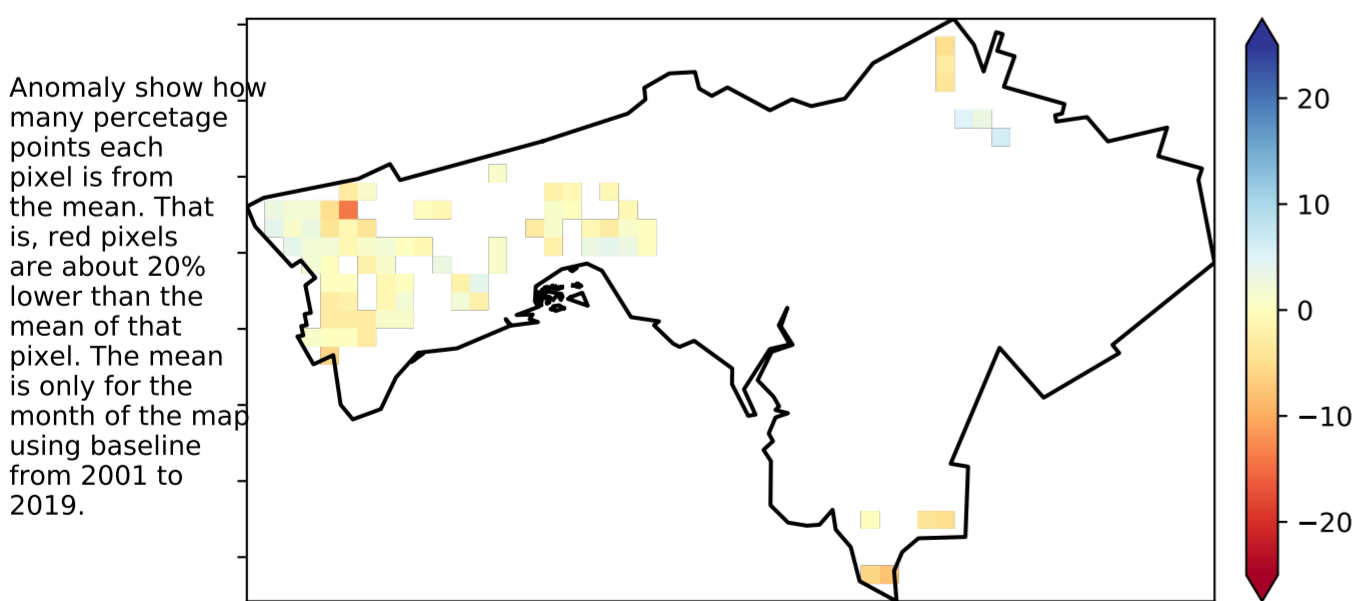 Anomaly show how
many percetage
points each
pixel is from
the mean. That
is, red pixels
are about 20%
lower than the
mean of that
pixel. The mean
is only for the
month of the map
using baseline
from 2001 to
2019.
20
10
0
−10
−20